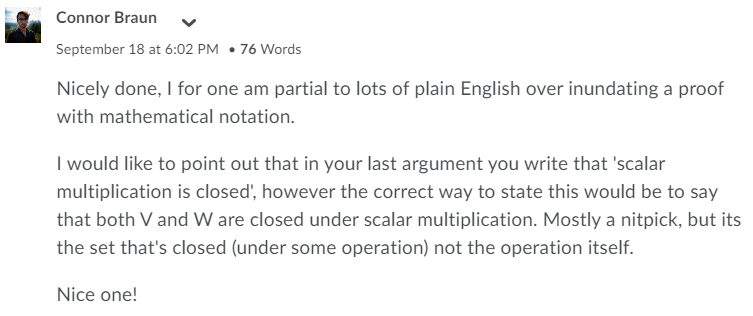 Connor Braun
September 18 at 6:02 PM • 76 Words
Nicely done, I for one am partial to lots of plain English over inundating a proof
with mathematical notation.
I would like to point out that in your last argument you write that 'scalar
multiplication is closed', however the correct way to state this would be to say
that both V and W are closed under scalar multiplication. Mostly a nitpick, but its
the set that's closed (under some operation) not the operation itself.
Nice one!